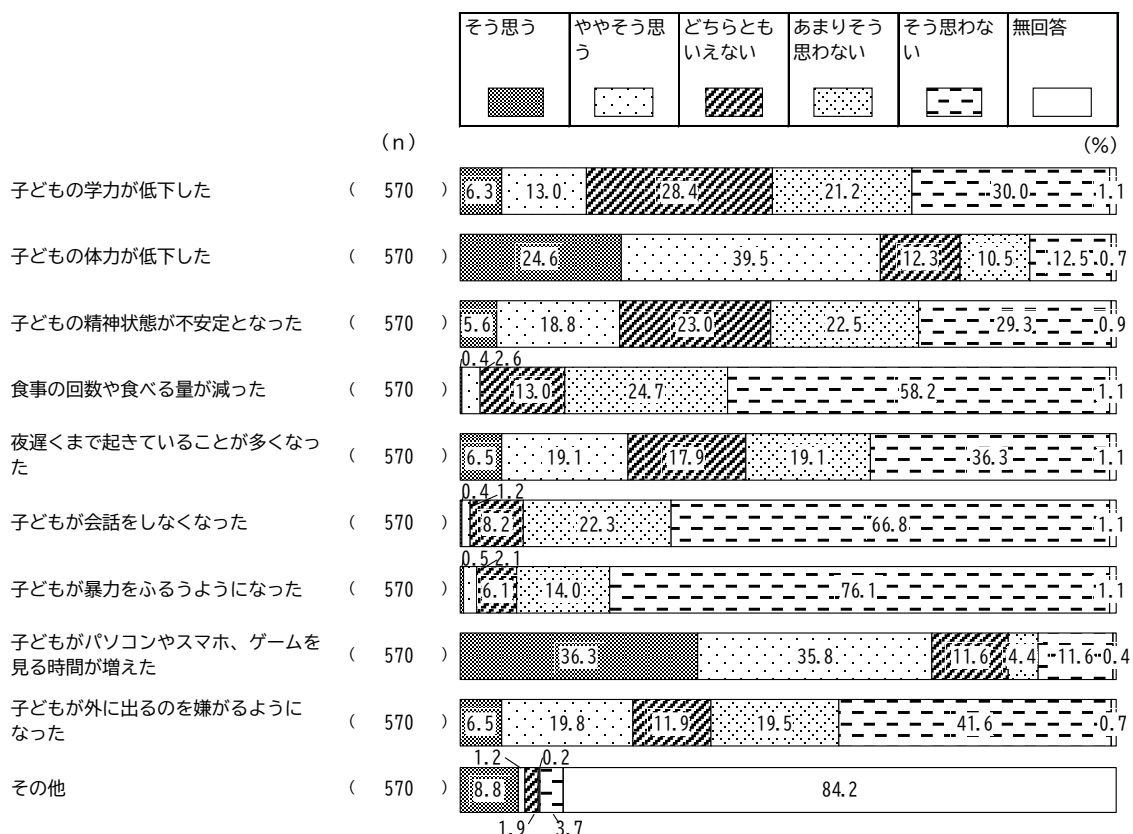 そう思う ややそう思う どちらともいえない あまりそう思わない そう思わない 無回答
(n) (%)
子どもの学力が低下した ( 570 ) 6.3 13.0 28.4 21.2 30.0 1.1
子どもの体力が低下した ( 570 ) 24.6 39.5 12.3 10.5 12.5 0.7
子どもの精神状態が不安定となった ( 570 ) 5.6 18.8 23.0 22.5 29.3 0.9
0.4 2.6
食事の回数や食べる量が減った ( 570 ) 13.0 24.7 58.2 1.1
夜遅くまで起きていることが多くなっ
た ( 570 ) 6.5 19.1 17.9 19.1 36.3 1.1
0.4 1.2
子どもが会話をしなくなった ( 570 ) 8.2 22.3 66.8 1.1
0.5 2.1
子どもが暴力をふるうようになった ( 570 ) 6.1 14.0 76.1 1.1
子どもがパソコンやスマホ、ゲームを
見る時間が増えた ( 570 ) 36.3 35.8 11.6 4.4 11.6 0.4
子どもが外に出るのを嫌がるように
なった ( 570 ) 6.5 19.8 11.9 19.5 41.6 0.7
1.2 0.2
その他 ( 570 ) 8.8 84.2
1.9 3.7